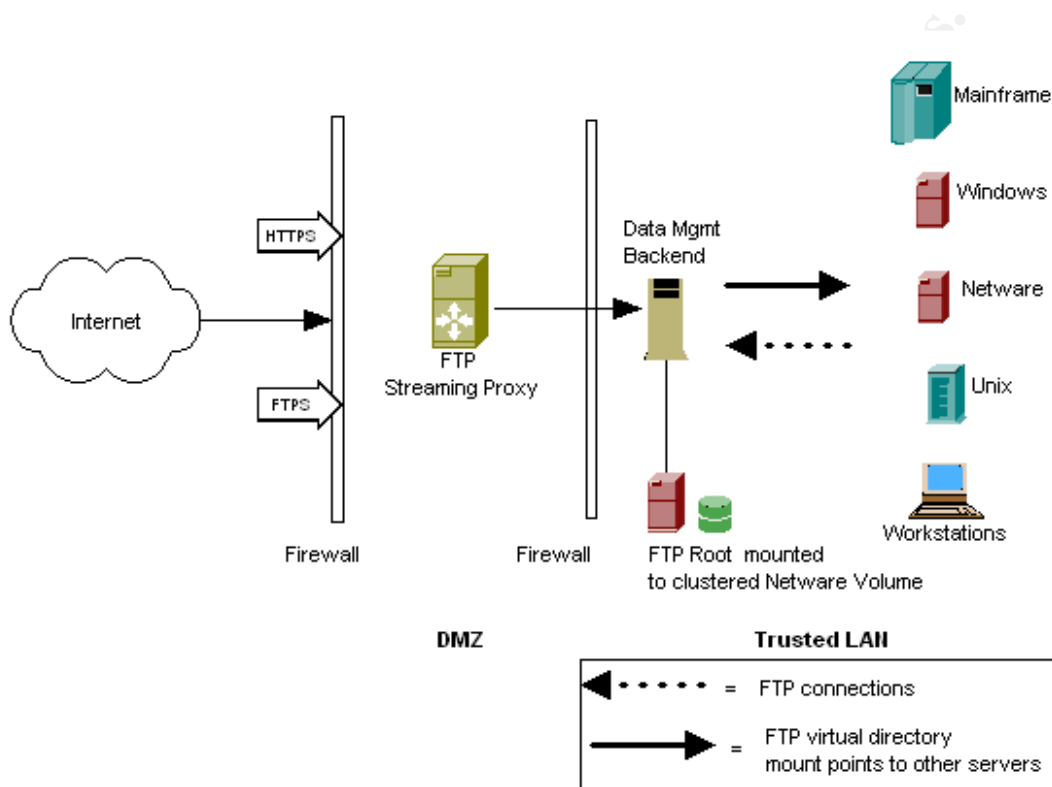 Mainframe
Windows
HTTPS
Data Mgmt
Backend
Netware
Internet
FTP
Streaming Proxy
Unix
FTPS
Workstations
Firewall
Firewall
FTP Root mounted
to clustered Netware Volume
DMZ
Trusted LAN
= FTP connections
= FTP virtual directory
mount points to other servers